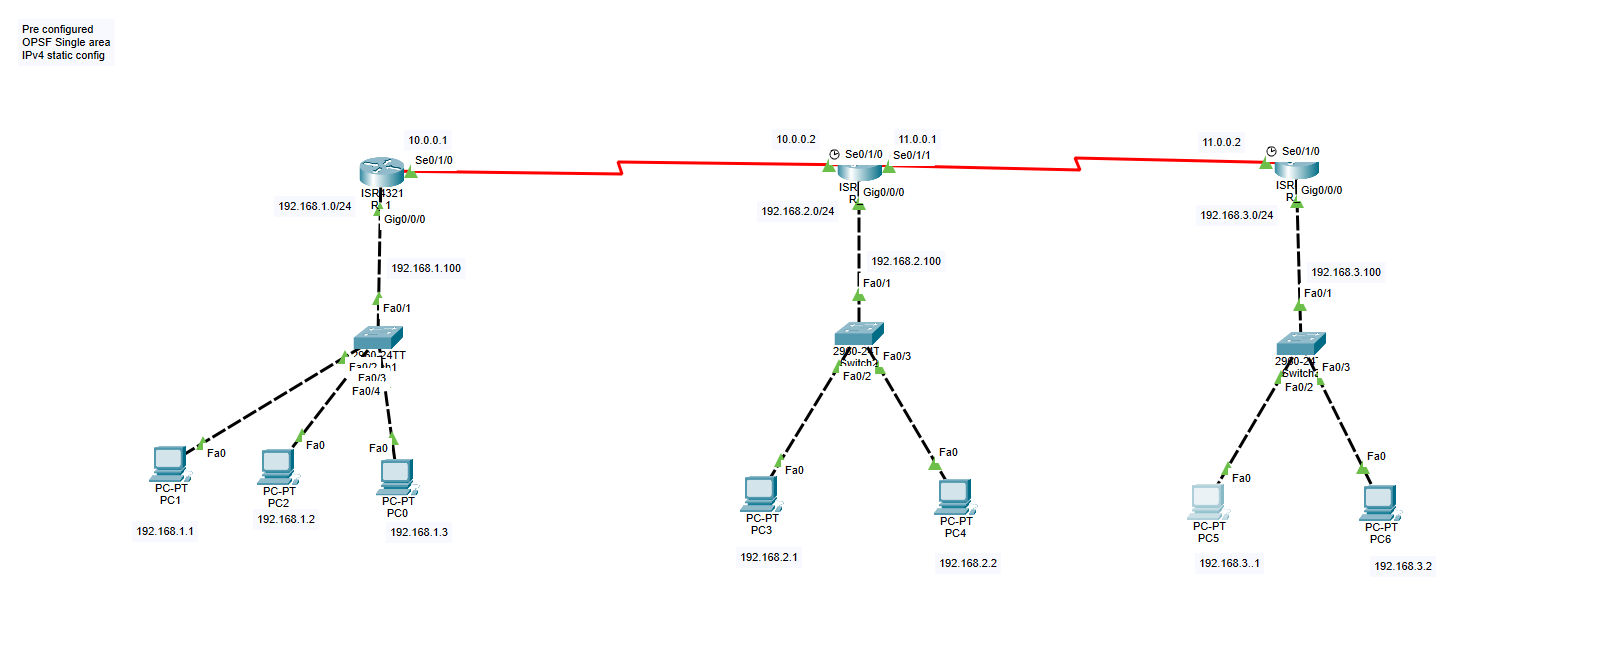 Pre configured
OPSF Single area
IPv4 static config
10.0.0.1
Se0/1/0
10.0.0.2
Se0/1/0
11.0.0.1
Se0/1/1
11.0.0.2
Se0/1/0
ISR4321
R 1
192.168.1.0/24
Gig0/0/0
ISR
R
Gig0/0/0
192.168.2.0/24
ISR
R
Gig0/0/0
192.168.3.0/24
192.168.1.100
192.168.2.100
192.168.3.100
Fa0/1
Fa0/1
Fa0/1
2960-24TT
Fa0/2
Fa0/3
Fa0/4
Fa0/3
Fa0/2
Fa0/3
Fa0/2
Fa0
Fa0
Fa0
Fa0
Fa0
Fa0
Fa0
PC-PT
PC1
PC-PT
PC2
PC-PT
PC0
PC-PT
PC3
PC-PT
PC4
PC-PT
PC5
PC-PT
PC6
192.168.1.1
192.168.1.2
192.168.1.3
192.168.2.1
192.168.2.2
192.168.3..1
192.168.3.2